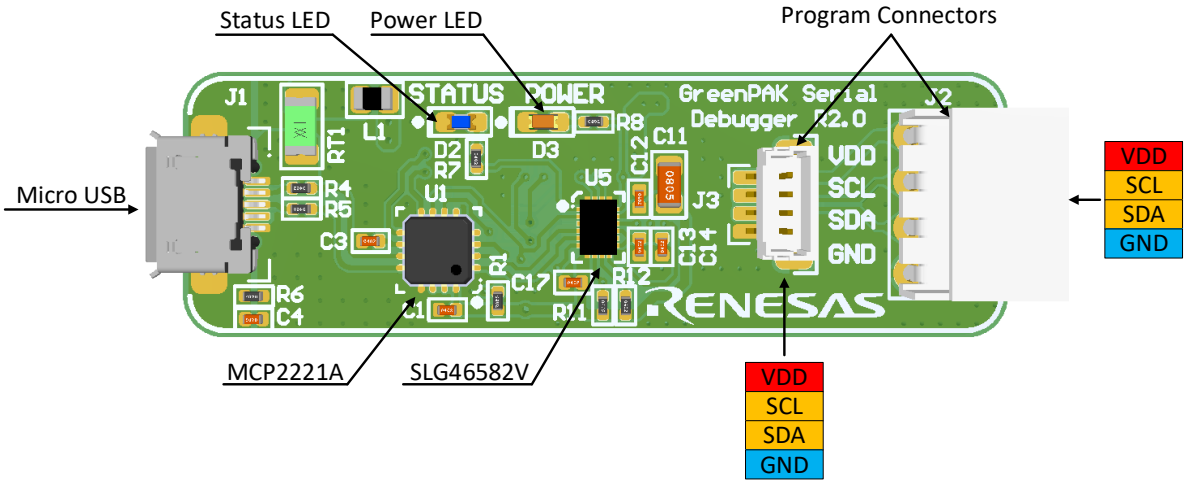 Status LED
Power LED
Program Connectors
J1
STATUS
POWER
GreenPAK Serial
Debugger R2.0
J2
L1
RT1
D2
D3
R8
R7
C12
C11
0805
VDD
SCL
SDA
GND
Micro USB
R4
R5
U1
U5
J3
C3
R1
C17
C13
C14
R12
R6
C4
C1
R11
RENESAS
MCP2221A
SLG46582V
VDD
SCL
SDA
GND
VDD
SCL
SDA
GND